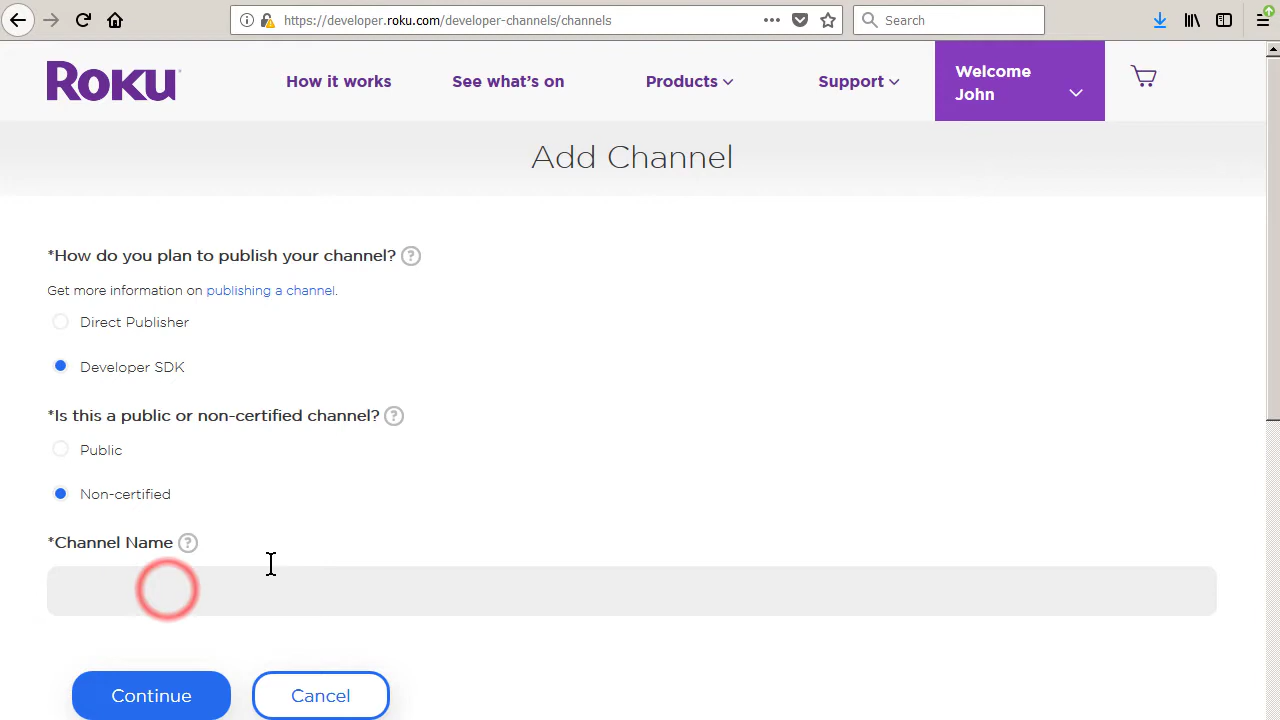 https://developer.roku.com/developer-channels/channels
Search
Roku
How it works
See what's on
Products
Support
Welcome
John
Add Channel
*How do you plan to publish your channel? ?
Get more information on publishing a channel.
Direct Publisher
Developer SDK
*Is this a public or non-certified channel? ?
Public
Non-certified
*Channel Name ?
Continue
Cancel